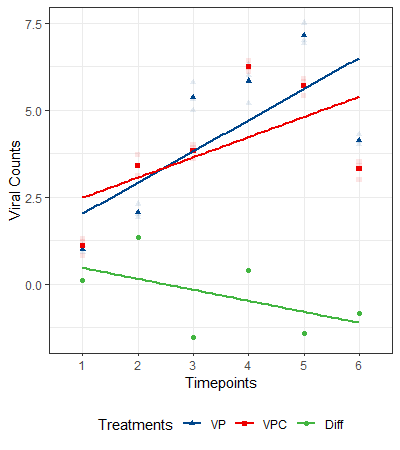 7.5
5.0
2.5
0.0
Viral Counts
1 2 3 4 5 6
Timepoints
Treatments VP VPC Diff